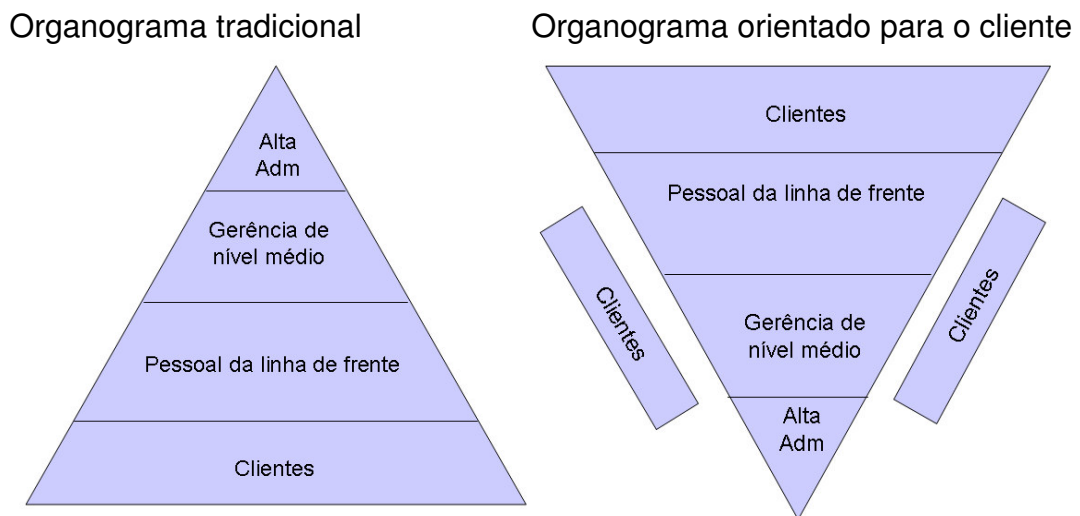 Organograma tradicional
Alta
Adm
Gerência de
nível médio
Pessoal da linha de frente
Clientes
Organograma orientado para o cliente
Clientes
Pessoal da linha de frente
Clientes
Clientes
Gerência de
nível médio
Alta
Adm